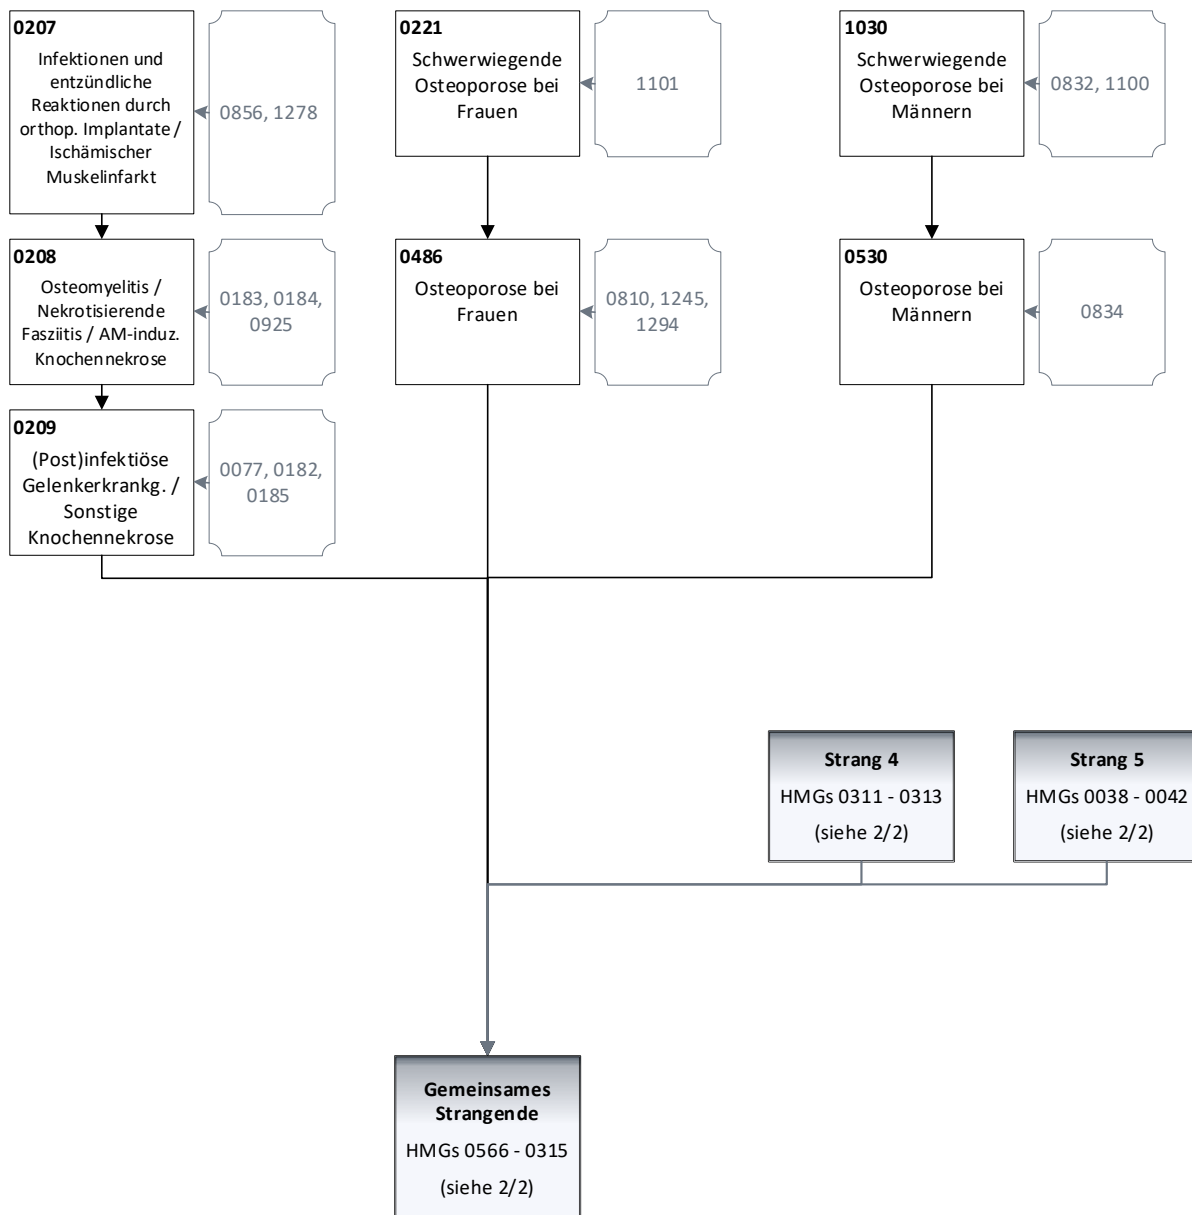 0207
Infektionen und
entzündliche
Reaktionen durch
orthop. Implantate /
Ischämischer
Muskelinfarkt
0856, 1278
0221
Schwerwiegende
Osteoporose bei
Frauen
1101
1030
Schwerwiegende
Osteoporose bei
Männern
0832, 1100
0208
Osteomyelitis /
Nekrotisierende
Fasziitis / AM-induz.
Knochennekrose
0183, 0184,
0925
0486
Osteoporose bei
Frauen
0810, 1245,
1294
0530
Osteoporose bei
Männern
0834
0209
(Post)infektiöse
Gelenkerkrankg. /
Sonstige
Knochennekrose
0077, 0182,
0185
Strang 4
HMGs 0311 - 0313
(siehe 2/2)
Strang 5
HMGs 0038 - 0042
(siehe 2/2)
Gemeinsames
Strangende
HMGs 0566 - 0315
(siehe 2/2)